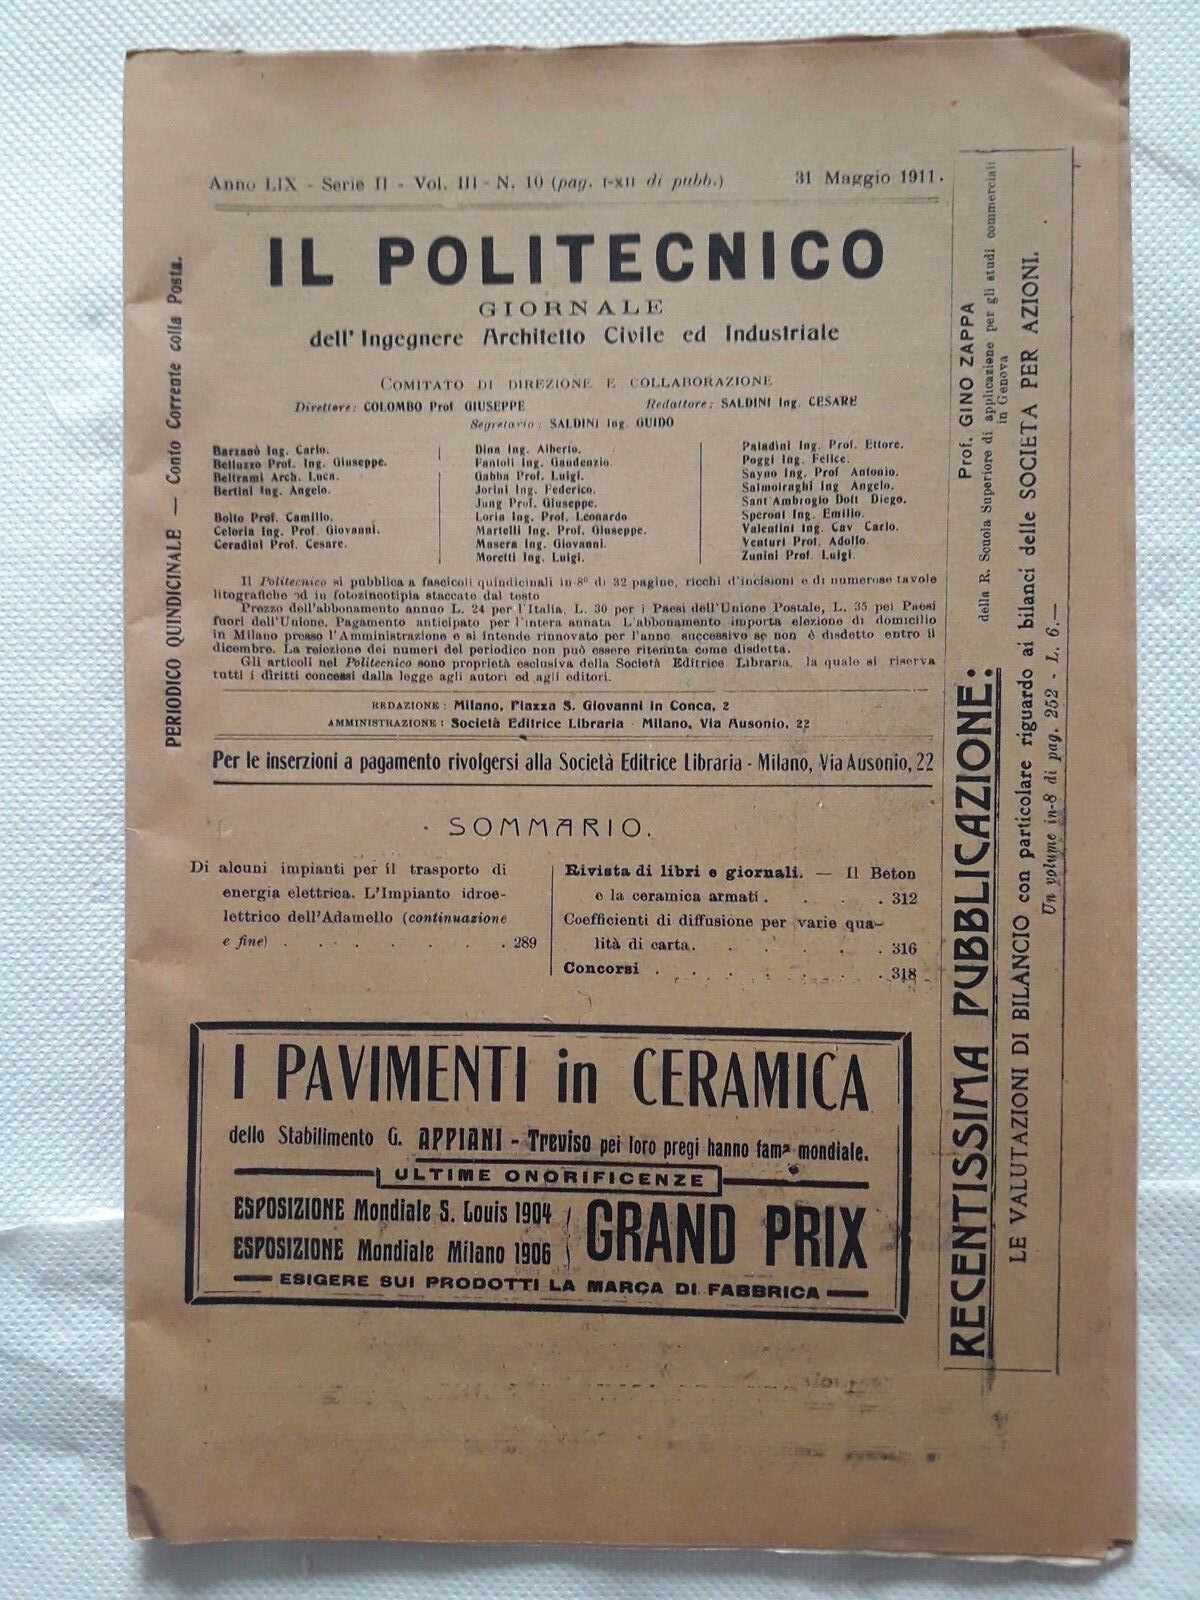 Anno LIX - Serie II - Vol. III - N. 10 (pag. I-XII di pubb.)
31 Maggio 1911.
IL POLITECNICO
GIORNALE
dell'Ingegnere Architetto Civile ed Industriale
COMITATO DI DIREZIONE E COLLABORAZIONE
Direttore: COLOMBO Prof. GIUSEPPE
Redattore: SALDINI Ing. CESARE
Segretario: SALDINI Ing. GUIDO
Barzanò Ing. Carlo.
Belluzzo Prof. Ing. Giuseppe.
Beltrami Arch. Luca.
Bertini Ing. Angelo.
Boito Prof. Camillo.
Celoria Ing. Prof. Giovanni.
Ceradini Prof. Cesare.
Dina Ing. Alberto.
Fantoli Ing. Gaudenzio.
Gabba Prof. Luigi.
Jorini Ing. Federico.
Jung Prof. Giuseppe.
Loria Ing. Prof. Leonardo
Martelli Ing. Prof. Giuseppe.
Masera Ing. Giovanni.
Moretti Ing. Luigi.
Paladini Ing. Prof. Ettore.
Poggi Ing. Felice.
Sayno Ing. Prof Antonio.
Salmoiraghi Ing Angelo.
Sant'Ambrogio Dott Diego.
Speroni Ing. Emilio.
Valentini Ing. Cav Carlo.
Venturi Prof. Adolfo.
Zunini Prof. Luigi.
Il Politecnico si pubblica a fascicoli quindicinali in 8º di 32 pagine, ricchi d'incisioni e di numerose tavole
litografiche ed in fotozincotipia staccate dal testo
Prezzo dell'abbonamento annuo L. 24 per l'Italia, L. 30 per i Paesi dell'Unione Postale, L. 35 pei Paesi
fuori dell'Unione. Pagamento anticipato per l'intera annata. L'abbonamento importa elezione di domicilio
in Milano presso l'Amministrazione e si intende rinnovato per l'anno successivo se non è disdetto entro il
dicembre. La reiezione dei numeri del periodico non può essere ritenuta come disdetta.
Gli articoli nel Politecnico sono proprietà esclusiva della Società Editrice Libraria, la quale si riserva
tutti i diritti concessi dalla legge agli autori ed agli editori.
REDAZIONE: Milano, Piazza S. Giovanni in Conca, 2
AMMINISTRAZIONE: Società Editrice Libraria - Milano, Via Ausonio, 22
Per le inserzioni a pagamento rivolgersi alla Società Editrice Libraria - Milano, Via Ausonio, 22
SOMMARIO.
Di alcuni impianti per il trasporto di
energia elettrica. L'Impianto idroe-
lettrico dell'Adamello (continuazione
e fine) . . . . . . . . 289
Rivista di libri e giornali. — Il Beton
e la ceramica armati . . . . . 312
Coefficienti di diffusione per varie qua-
lità di carta. . . . . . . . 316
Concorsi . . . . . . . . . 318
I PAVIMENTI in CERAMICA
dello Stabilimento G. APPIANI - Treviso pei loro pregi hanno fama mondiale.
ULTIME ONORIFICENZE
ESPOSIZIONE Mondiale S. Louis 1904
ESPOSIZIONE Mondiale Milano 1906
GRAND PRIX
ESIGERE SUI PRODOTTI LA MARCA DI FABBRICA
PERIODICO QUINDICINALE — Conto Corrente colla Posta.
RECENTISSIMA PUBBLICAZIONE:
Prof. GINO ZAPPA
della R. Scuola Superiore di applicazione per gli studi commerciali
in Genova
LE VALUTAZIONI DI BILANCIO con particolare riguardo ai bilanci delle SOCIETÀ PER AZIONI.
Un volume in-8 di pag. 252 - L. 6.—